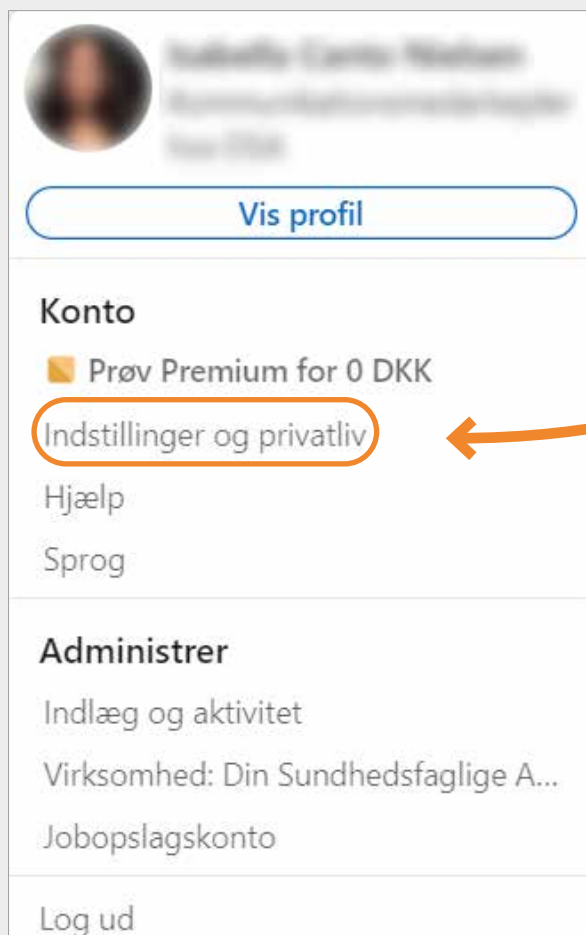 Vis profil
Konto
Prøv Premium for 0 DKK
Indstillinger og privatliv
Hjælp
Sprog
Administrer
Indlæg og aktivitet
Virksomhed: Din Sundhedsfaglige A...
Jobopslagskonto
Log ud